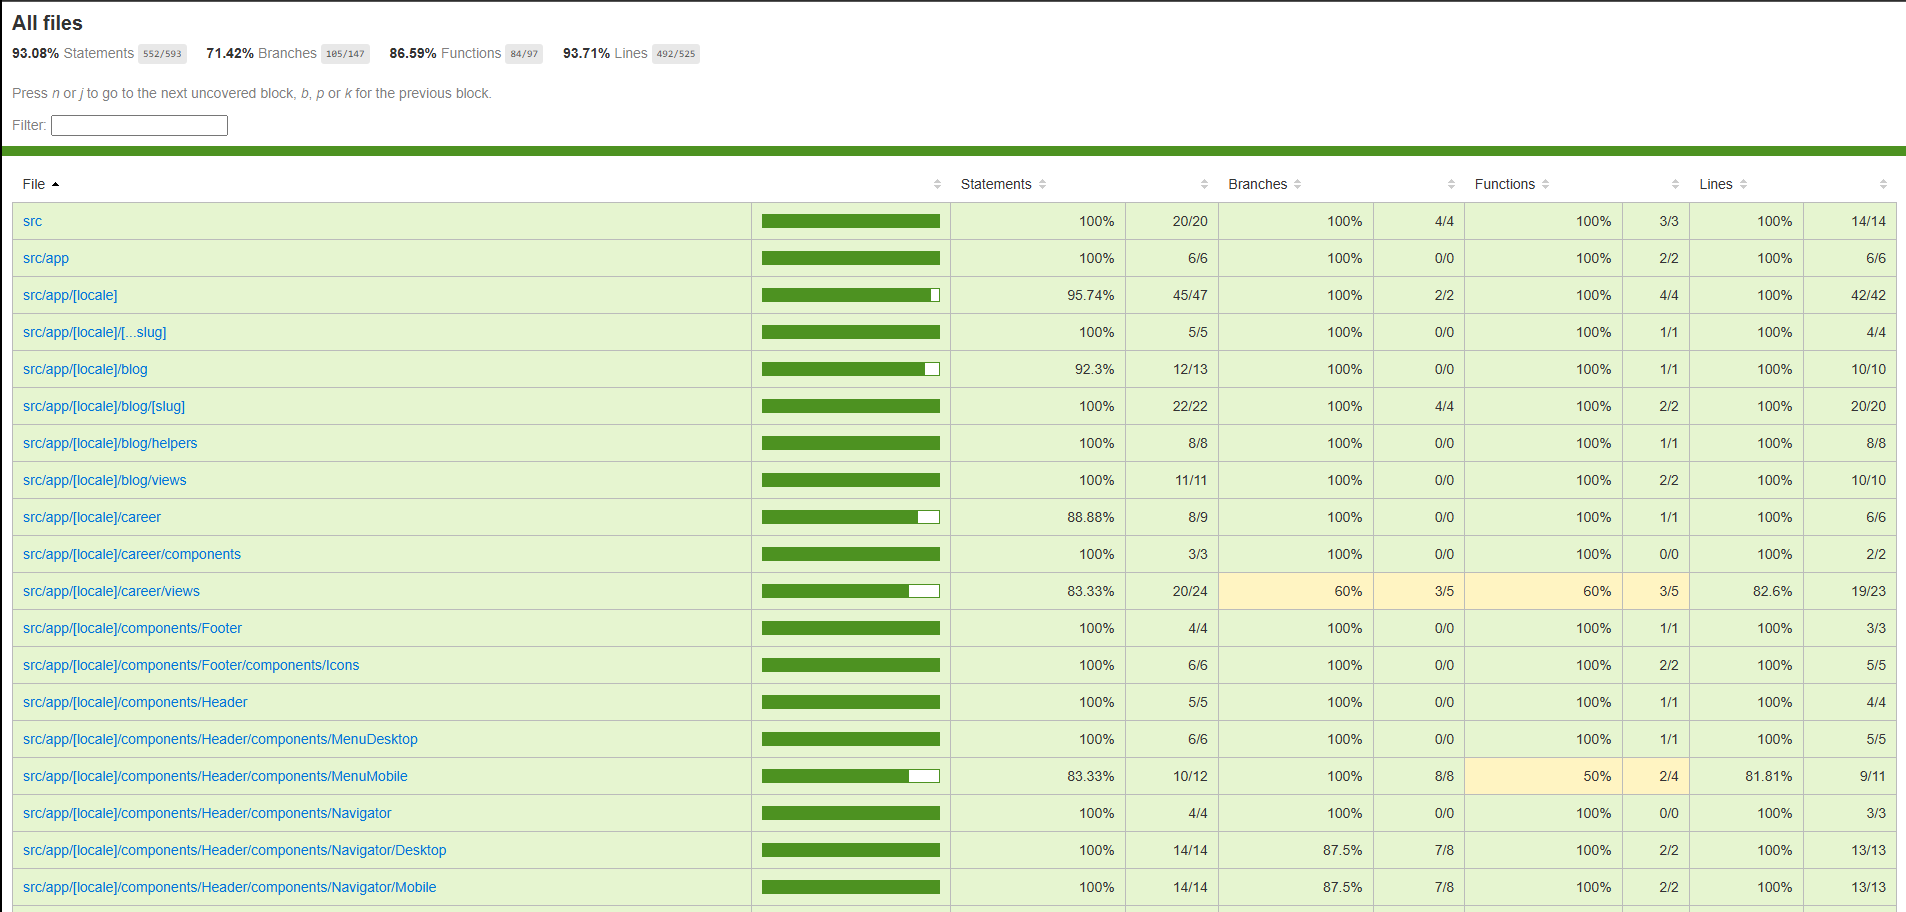 All files
93.08% Statements 552/593 71.42% Branches 105/147 86.59% Functions 84/97 93.71% Lines 492/525
Press n or j to go to the next uncovered block, b, p or k for the previous block.
Filter:
File Statements Branches Functions Lines
src 100% 20/20 100% 4/4 100% 3/3 100% 14/14
src/app 100% 6/6 100% 0/0 100% 2/2 100% 6/6
src/app/[locale] 95.74% 45/47 100% 2/2 100% 4/4 100% 42/42
src/app/[locale]/[...slug] 100% 5/5 100% 0/0 100% 1/1 100% 4/4
src/app/[locale]/blog 92.3% 12/13 100% 0/0 100% 1/1 100% 10/10
src/app/[locale]/blog/[slug] 100% 22/22 100% 4/4 100% 2/2 100% 20/20
src/app/[locale]/blog/helpers 100% 8/8 100% 0/0 100% 1/1 100% 8/8
src/app/[locale]/blog/views 100% 11/11 100% 0/0 100% 2/2 100% 10/10
src/app/[locale]/career 88.88% 8/9 100% 0/0 100% 1/1 100% 6/6
src/app/[locale]/career/components 100% 3/3 100% 0/0 100% 0/0 100% 2/2
src/app/[locale]/career/views 83.33% 20/24 60% 3/5 60% 3/5 82.6% 19/23
src/app/[locale]/components/Footer 100% 4/4 100% 0/0 100% 1/1 100% 3/3
src/app/[locale]/components/Footer/components/Icons 100% 6/6 100% 0/0 100% 2/2 100% 5/5
src/app/[locale]/components/Header 100% 5/5 100% 0/0 100% 1/1 100% 4/4
src/app/[locale]/components/Header/components/MenuDesktop 100% 6/6 100% 0/0 100% 1/1 100% 5/5
src/app/[locale]/components/Header/components/MenuMobile 83.33% 10/12 100% 8/8 50% 2/4 81.81% 9/11
src/app/[locale]/components/Header/components/Navigator 100% 4/4 100% 0/0 100% 0/0 100% 3/3
src/app/[locale]/components/Header/components/Navigator/Desktop 100% 14/14 87.5% 7/8 100% 2/2 100% 13/13
src/app/[locale]/components/Header/components/Navigator/Mobile 100% 14/14 87.5% 7/8 100% 2/2 100% 13/13